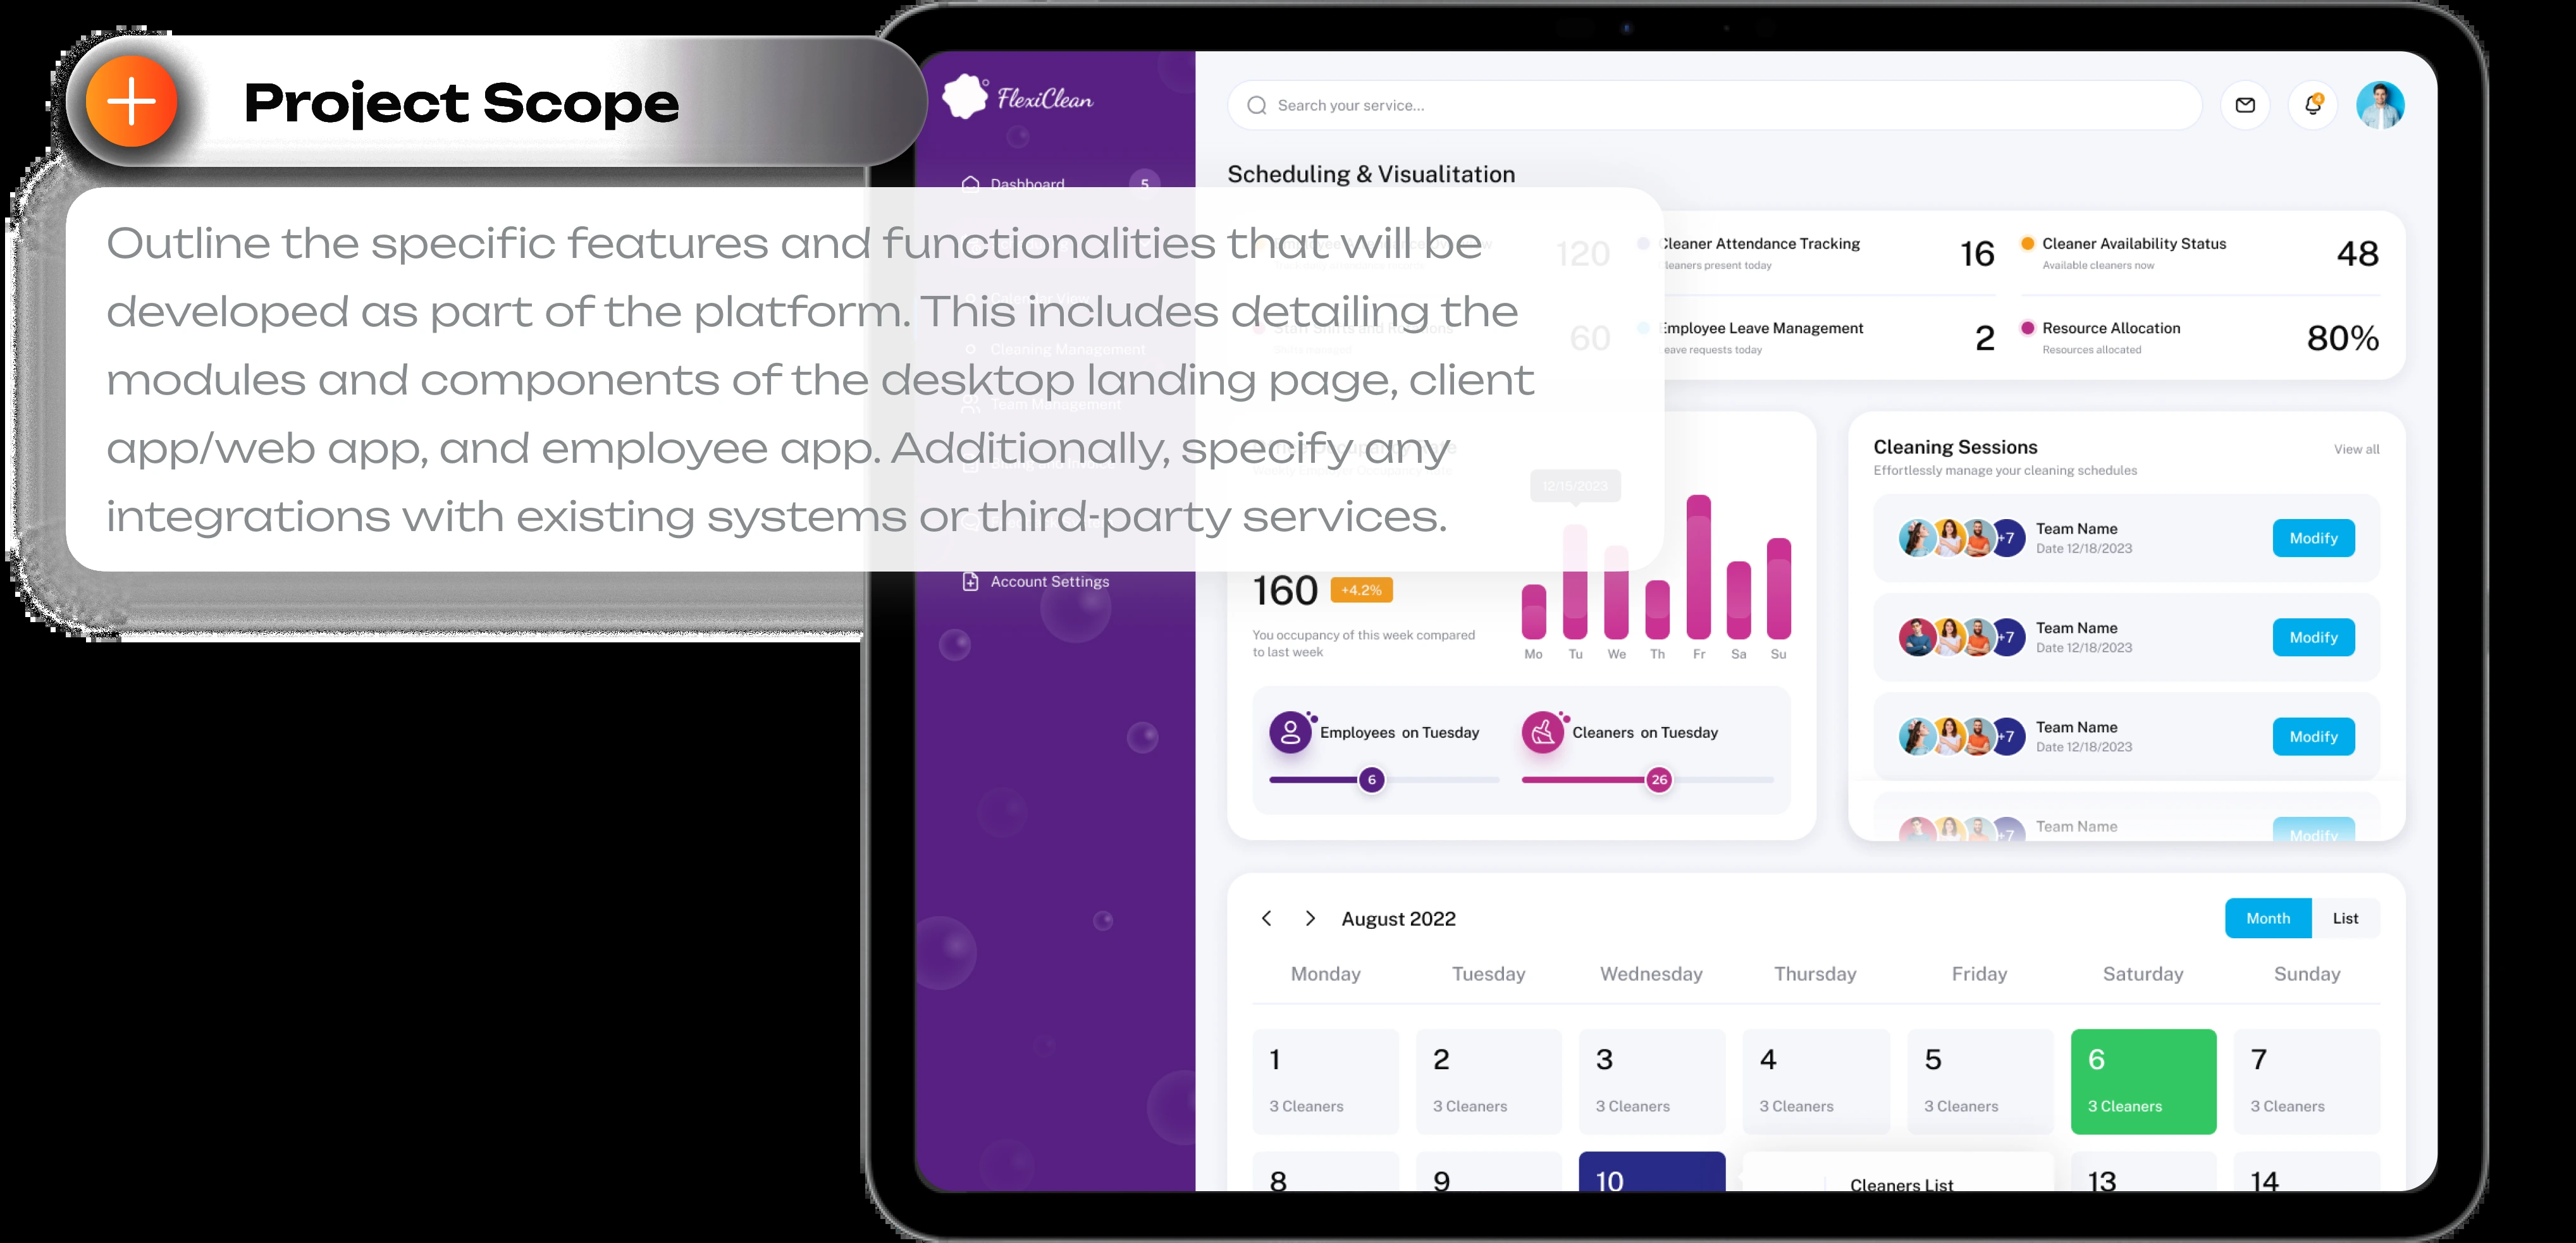 Project Scope
Outline the specific features and functionalities that will be
developed as part of the platform. This includes detailing the
modules and components of the desktop landing page, client
app/web app, and employee app. Additionally, specify any
integrations with existing systems or third-party services.
FlexiClean
Dashboard 5
Calendar View
Cleaning Management
Team Management
Billing and Invoice
Account Settings
Search your service...
4
Scheduling & Visualitation
120
Cleaner Attendance Tracking 16
Cleaners present today
Cleaner Availability Status 48
Available cleaners now
60
Employee Leave Management 2
Leave requests today
Resource Allocation 80%
Resources allocated
12/15/2023
160 +4.2%
You occupancy of this week compared
to last week
Mo Tu We Th Fr Sa Su
Employees on Tuesday
6
Cleaners on Tuesday
26
Cleaning Sessions View all
Effortlessly manage your cleaning schedules
+7 Team Name Modify
Date 12/18/2023
+7 Team Name Modify
Date 12/18/2023
+7 Team Name Modify
Date 12/18/2023
+7 Team Name Modify
August 2022 Month List
Monday Tuesday Wednesday Thursday Friday Saturday Sunday
1 2 3 4 5 6 7
3 Cleaners 3 Cleaners 3 Cleaners 3 Cleaners 3 Cleaners 3 Cleaners 3 Cleaners
8 9 10 Cleaners List 13 14